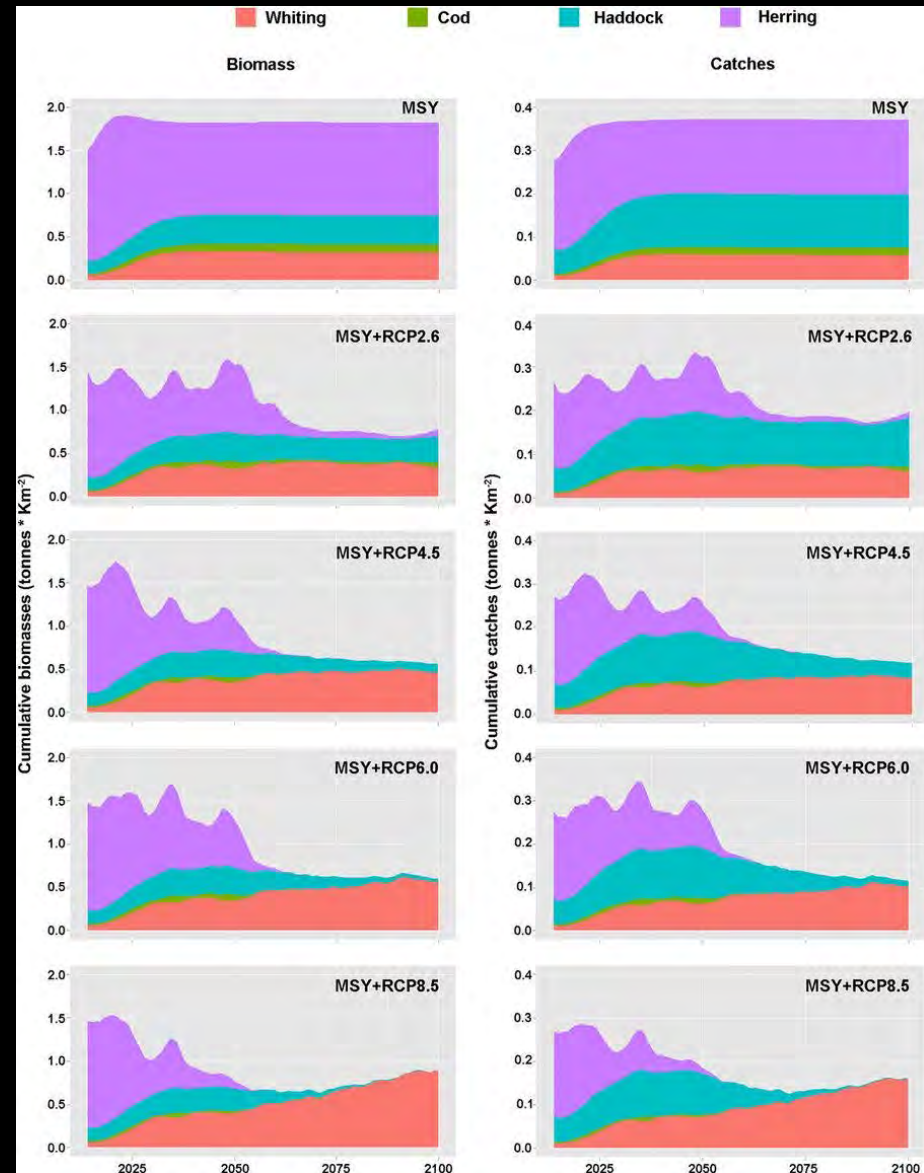 Whiting Cod Haddock Herring
Biomass Catches
MSY MSY
2.0 0.4
1.5 0.3
1.0 0.2
0.5 0.1
0.0 0.0
MSY+RCP2.6 MSY+RCP2.6
2.0 0.4
1.5 0.3
1.0 0.2
0.5 0.1
0.0 0.0
Cumulative biomasses (tonnes * Km-2) Cumulative catches (tonnes * Km-2)
MSY+RCP4.5 MSY+RCP4.5
2.0 0.4
1.5 0.3
1.0 0.2
0.5 0.1
0.0 0.0
MSY+RCP6.0 MSY+RCP6.0
2.0 0.4
1.5 0.3
1.0 0.2
0.5 0.1
0.0 0.0
MSY+RCP8.5 MSY+RCP8.5
2.0 0.4
1.5 0.3
1.0 0.2
0.5 0.1
0.0 0.0
2025 2050 2075 2100 2025 2050 2075 2100